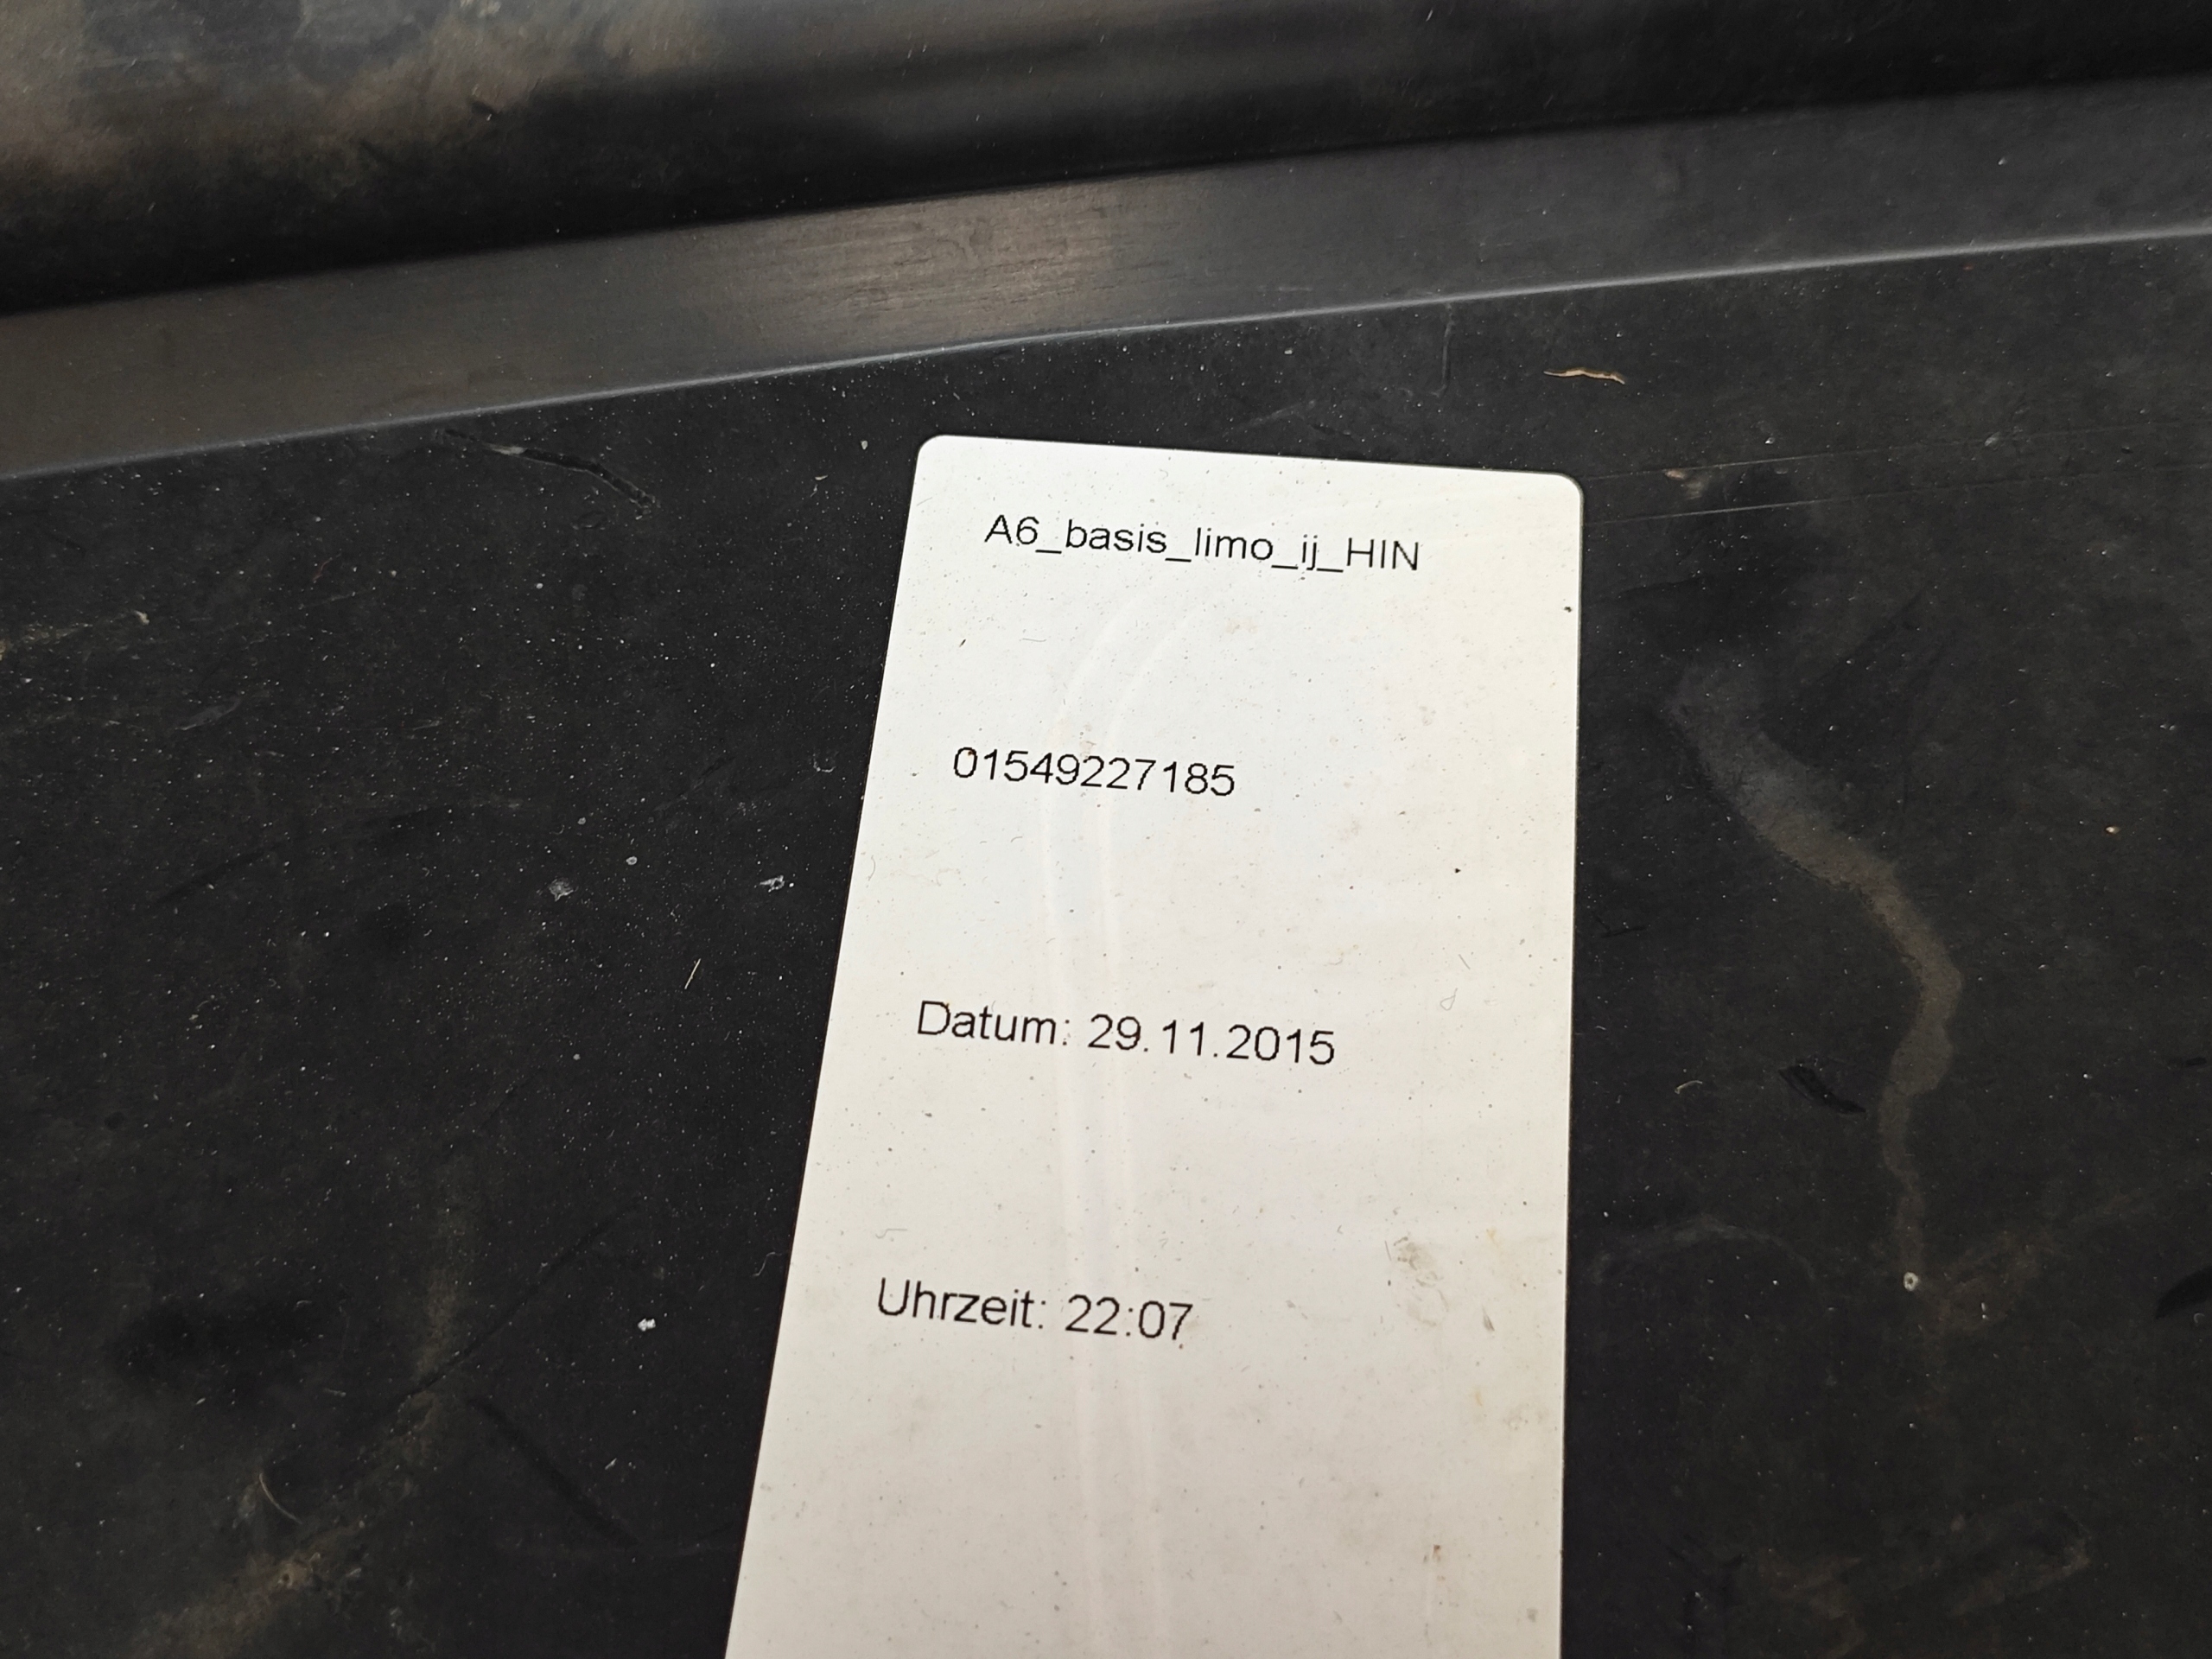 A6_basis_limo_ij_HIN
01549227185
Datum: 29.11.2015
Uhrzeit: 22:07